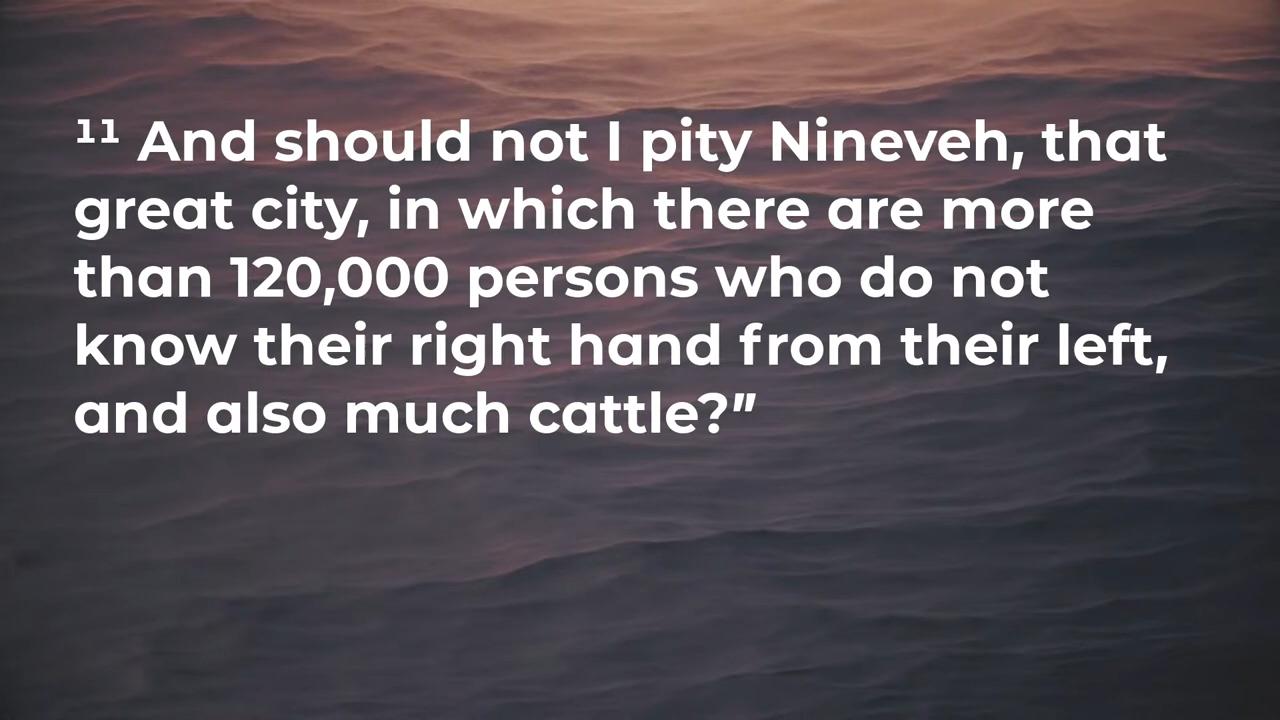 ¹¹ And should not I pity Nineveh, that
great city, in which there are more
than 120,000 persons who do not
know their right hand from their left,
and also much cattle?”